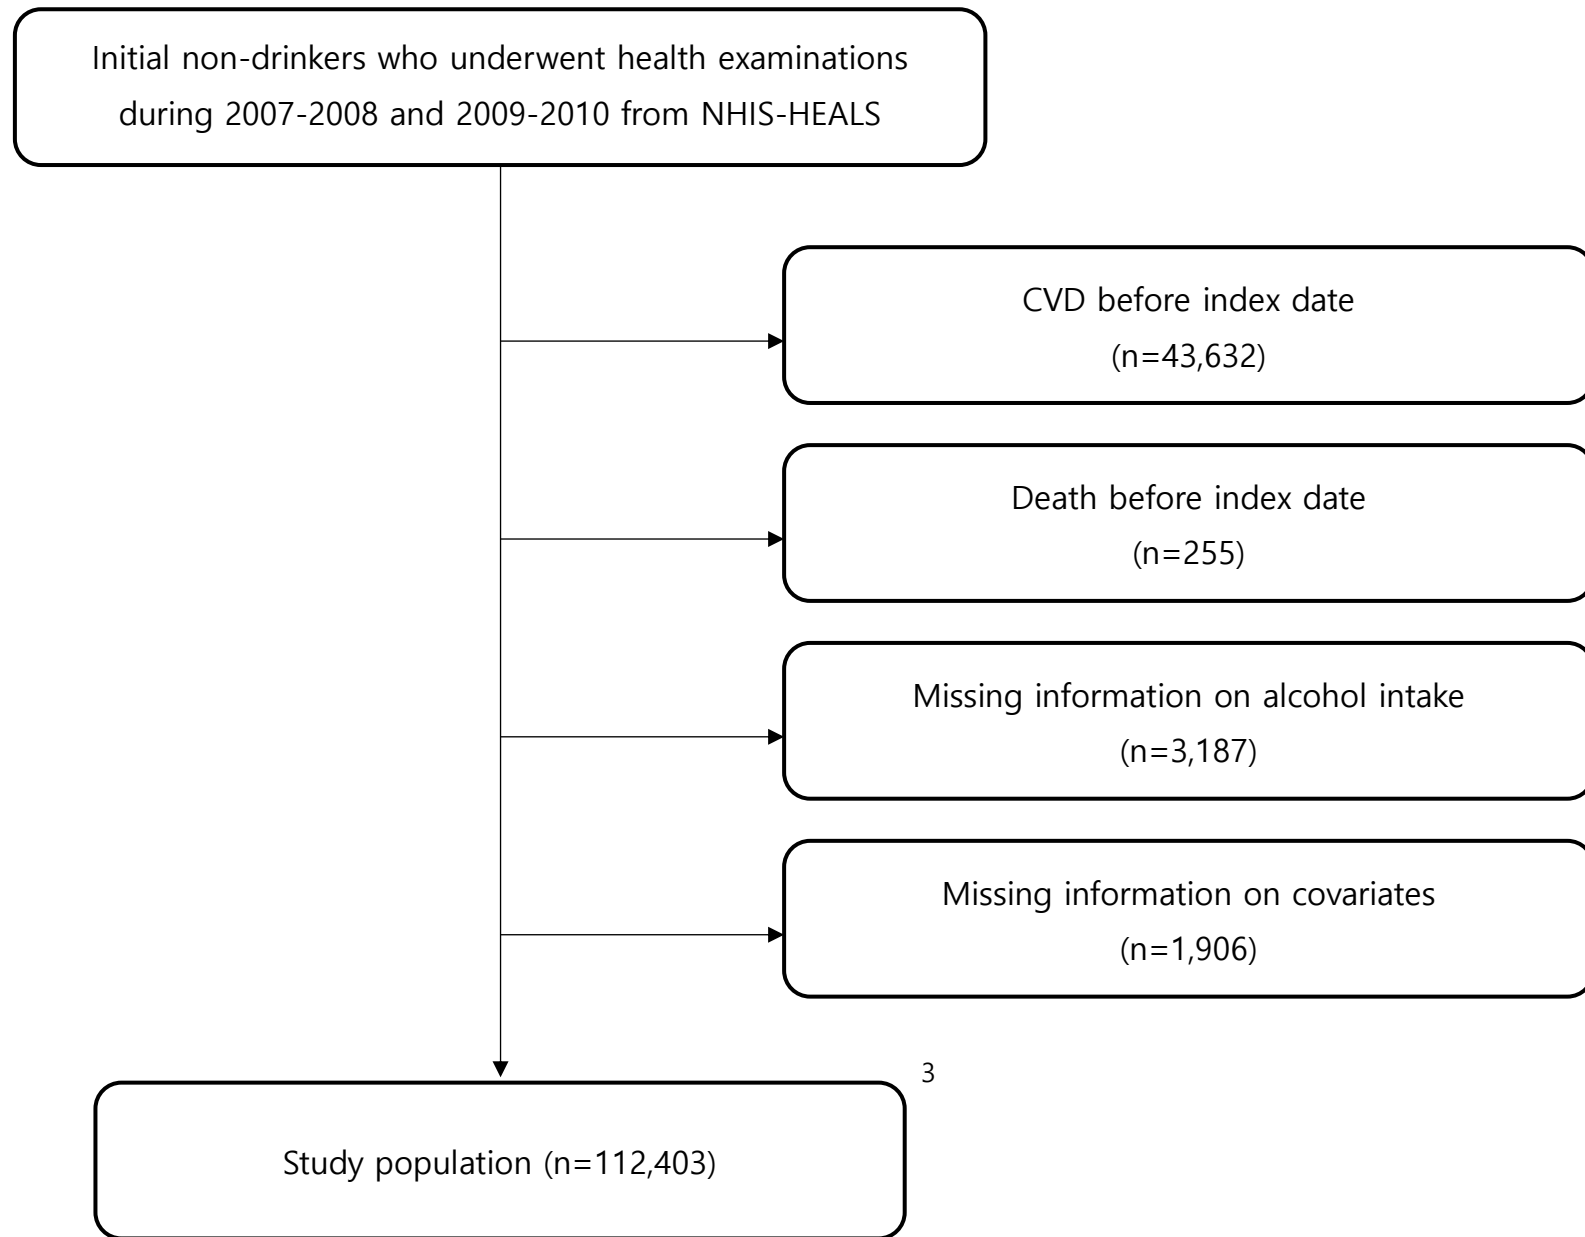 Initial non-drinkers who underwent health examinations
during 2007-2008 and 2009-2010 from NHIS-HEALS
CVD before index date
(n=43,632)
Death before index date
(n=255)
Missing information on alcohol intake
(n=3,187)
Missing information on covariates
(n=1,906)
3
Study population (n=112,403)